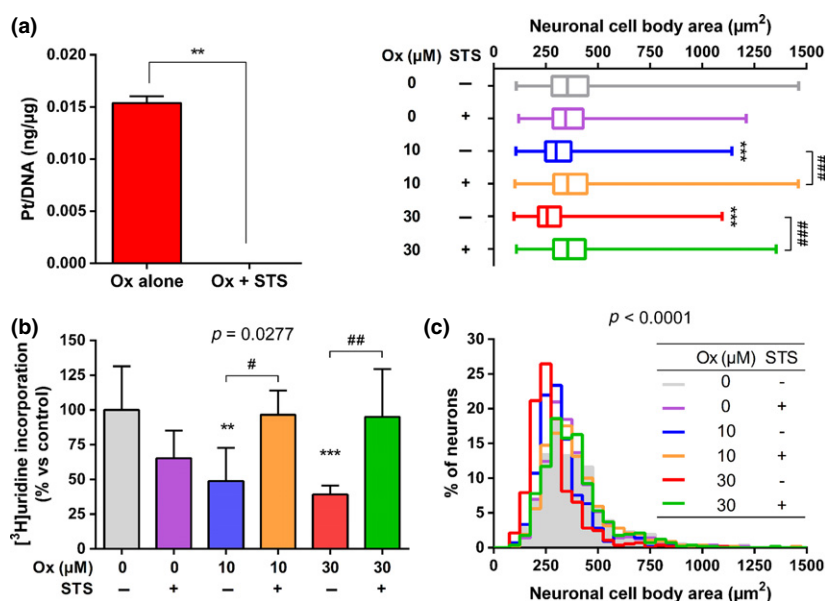 (a)
**
Pt/DNA (ng/µg)
0.020
0.015
0.010
0.005
0.000
Ox alone
Ox + STS
Neuronal cell body area (µm²)
Ox (µM) STS
0 250 500 1000 1500
0 –
0 +
10 – ***
###
10 +
30 – ***
###
30 +
(b)
p = 0.0277
[³H]uridine incorporation
(% vs control)
150
125
100
75
50
25
0
**
#
***
##
Ox (µM) 0 0 10 10 30 30
STS – + – + – +
(c)
p < 0.0001
% of neurons
30
25
20
15
10
5
0
Ox (µM) STS
0 -
0 +
10 -
10 +
30 -
30 +
0 250 500 1000 1500
Neuronal cell body area (µm²)